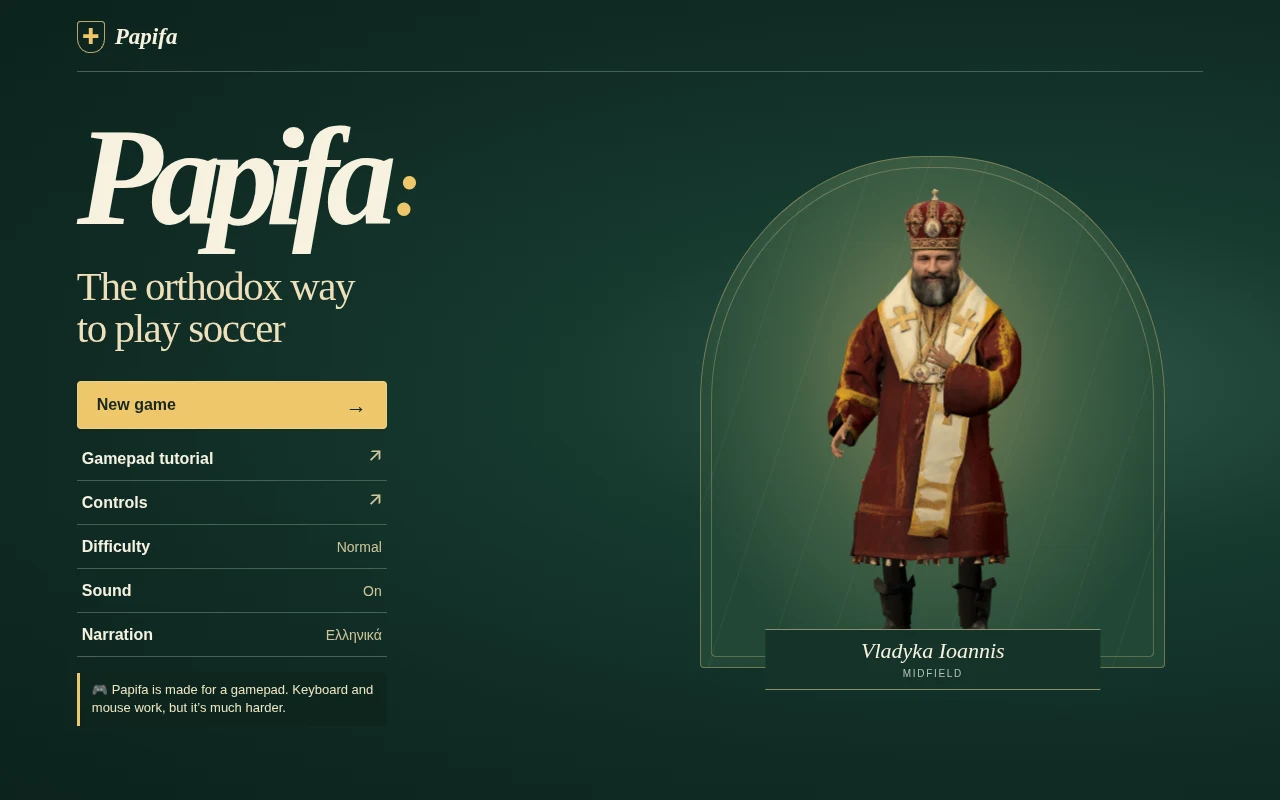 Papifa
Papifa:
The orthodox way
to play soccer
New game →
Gamepad tutorial
Controls
Difficulty Normal
Sound On
Narration Ελληνικά
🎮 Papifa is made for a gamepad. Keyboard and
mouse work, but it's much harder.
Vladyka Ioannis
MIDFIELD